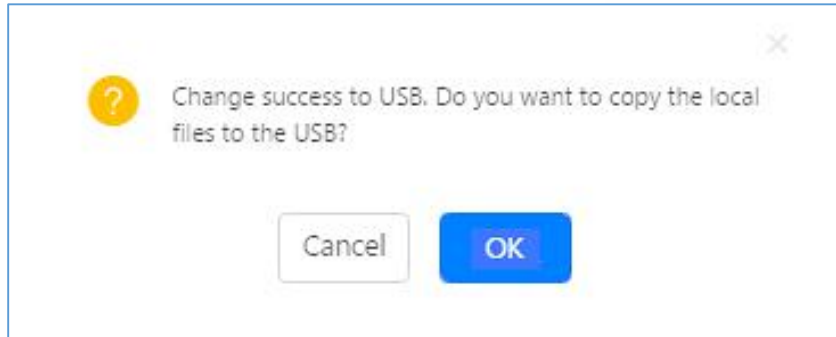 Change success to USB. Do you want to copy the local
files to the USB?
Cancel
OK